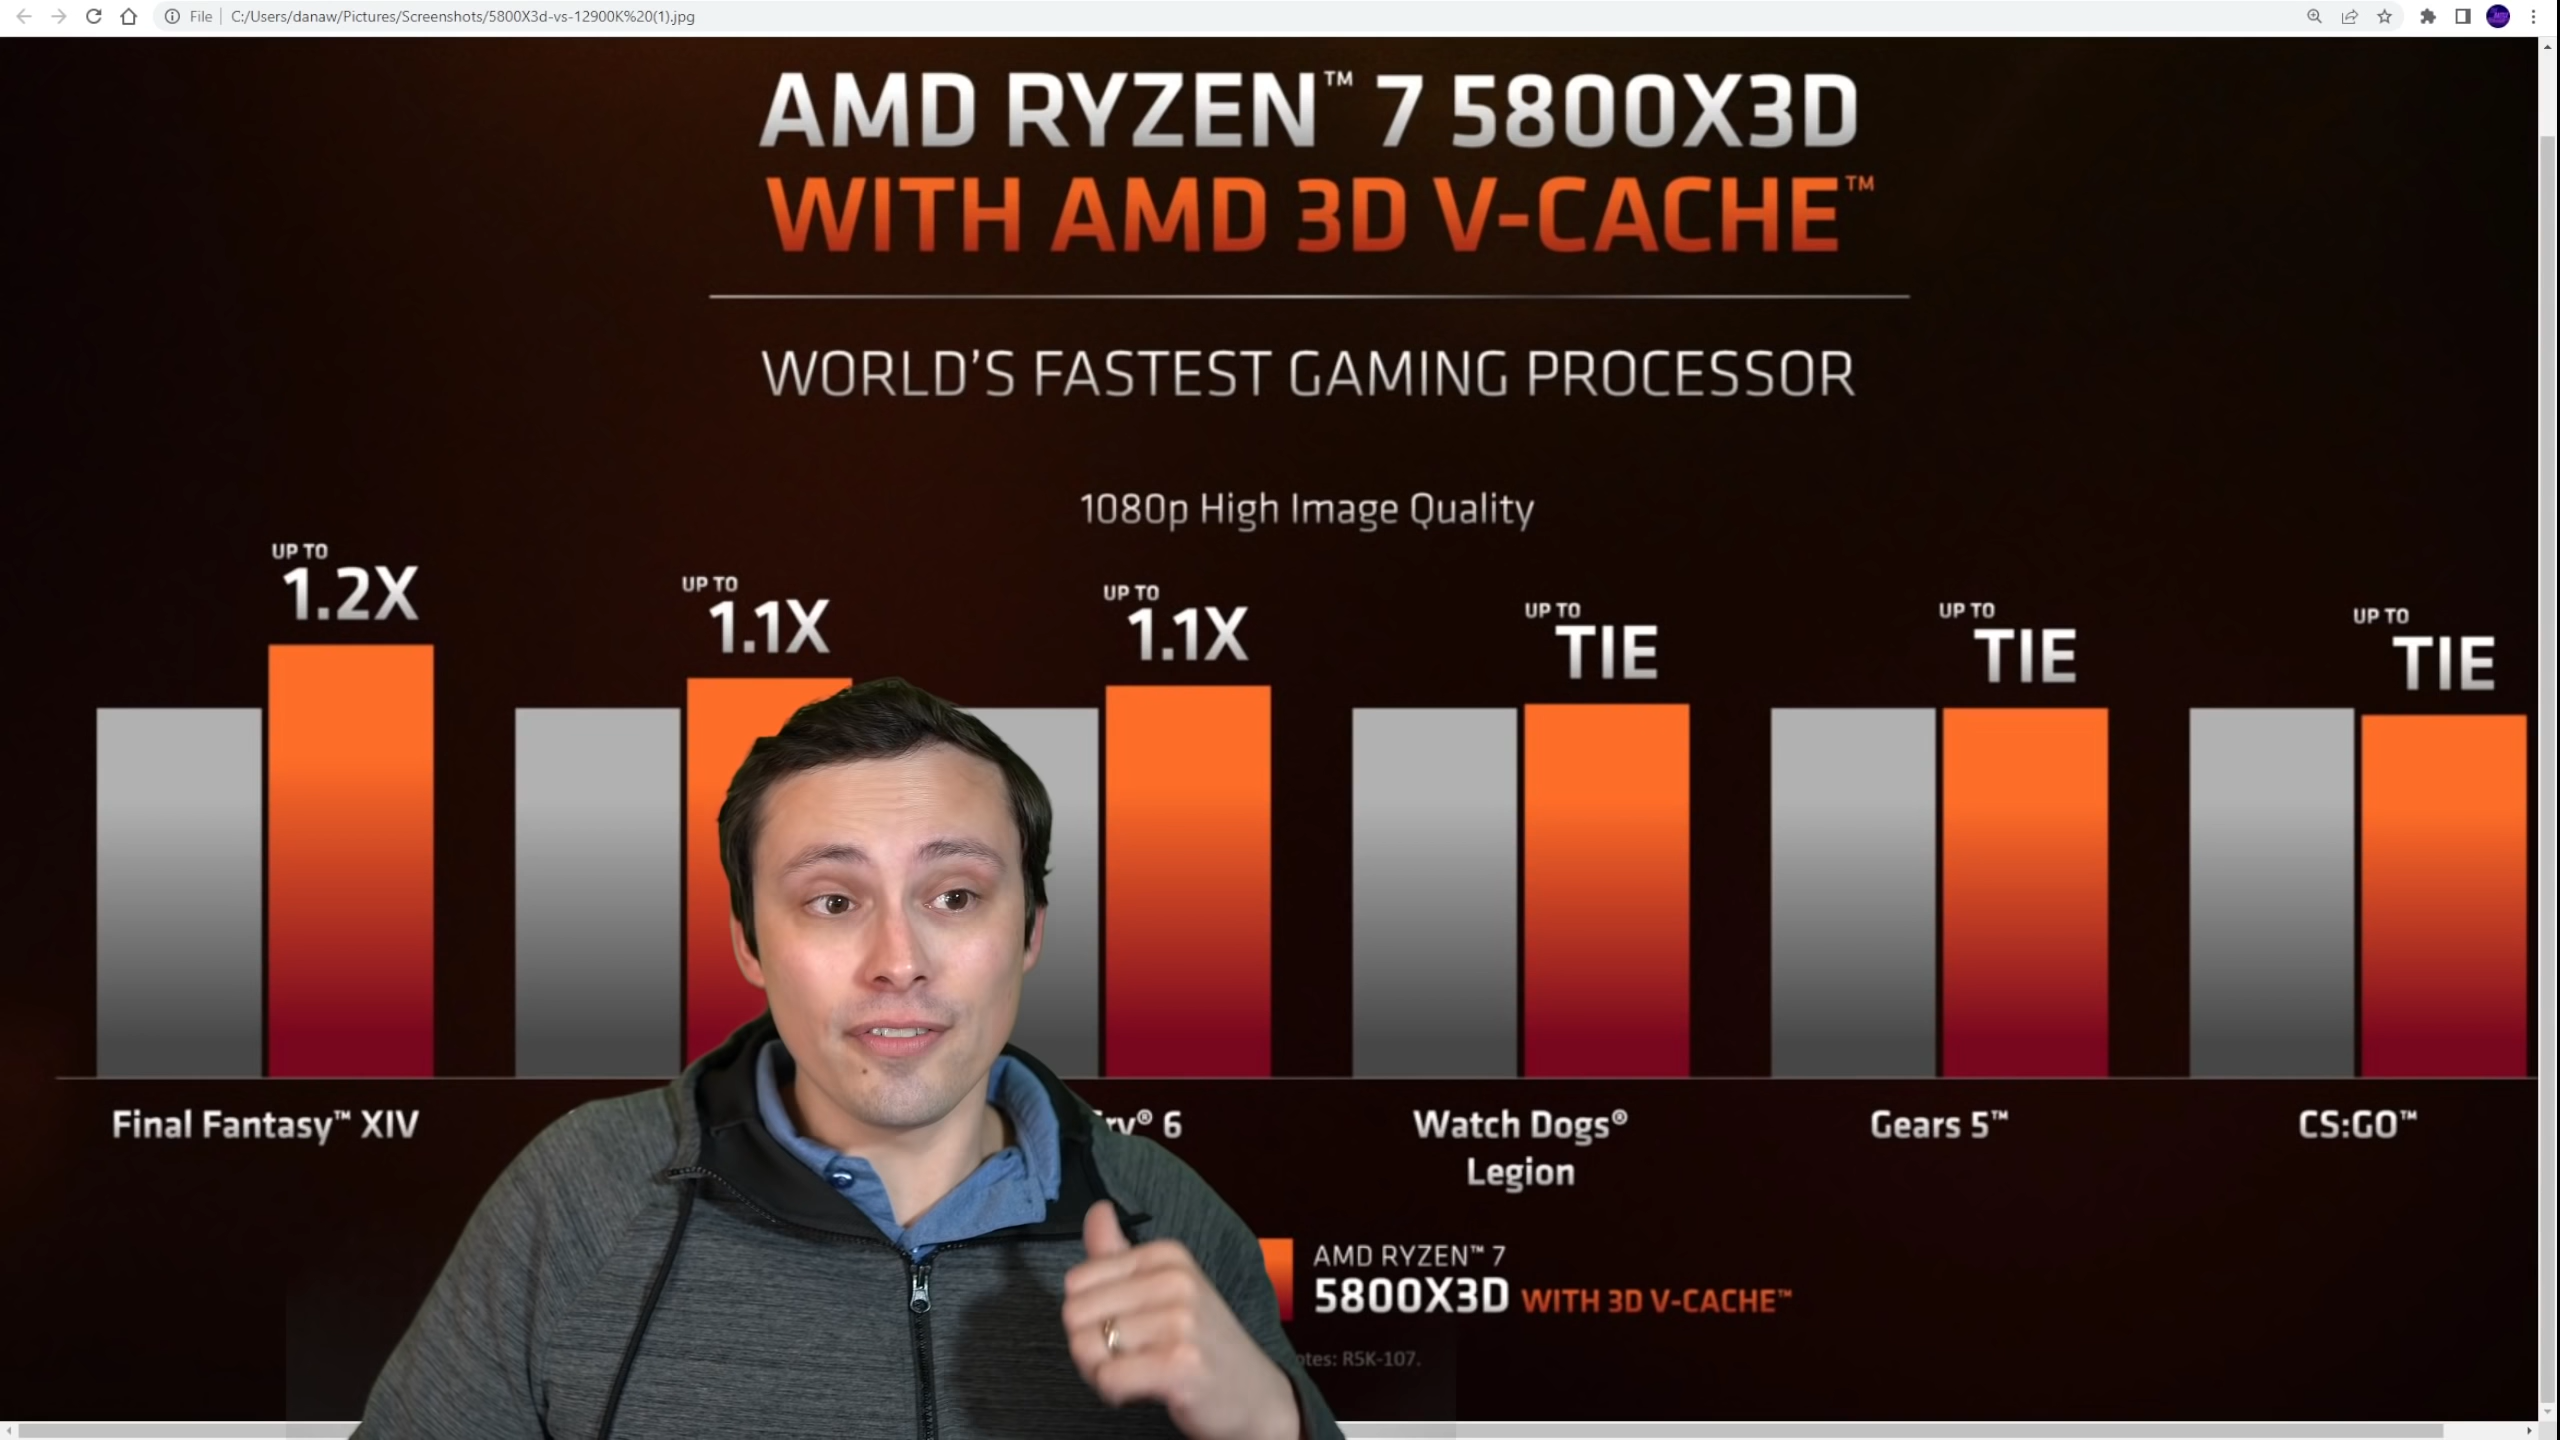 File
C:/Users/danaw/Pictures/Screenshots/5800X3d-vs-12900K%20(1).jpg
AMD RYZEN™ 7 5800X3D
WITH AMD 3D V-CACHE™
WORLD'S FASTEST GAMING PROCESSOR
1080p High Image Quality
UP TO
1.2X
UP TO
1.1X
UP TO
1.1X
UP TO
TIE
UP TO
TIE
UP TO
TIE
Final Fantasy™ XIV
6
Watch Dogs®
Legion
Gears 5™
CS:GO™
AMD RYZEN™ 7
5800X3D WITH 3D V-CACHE™
R5K-107.